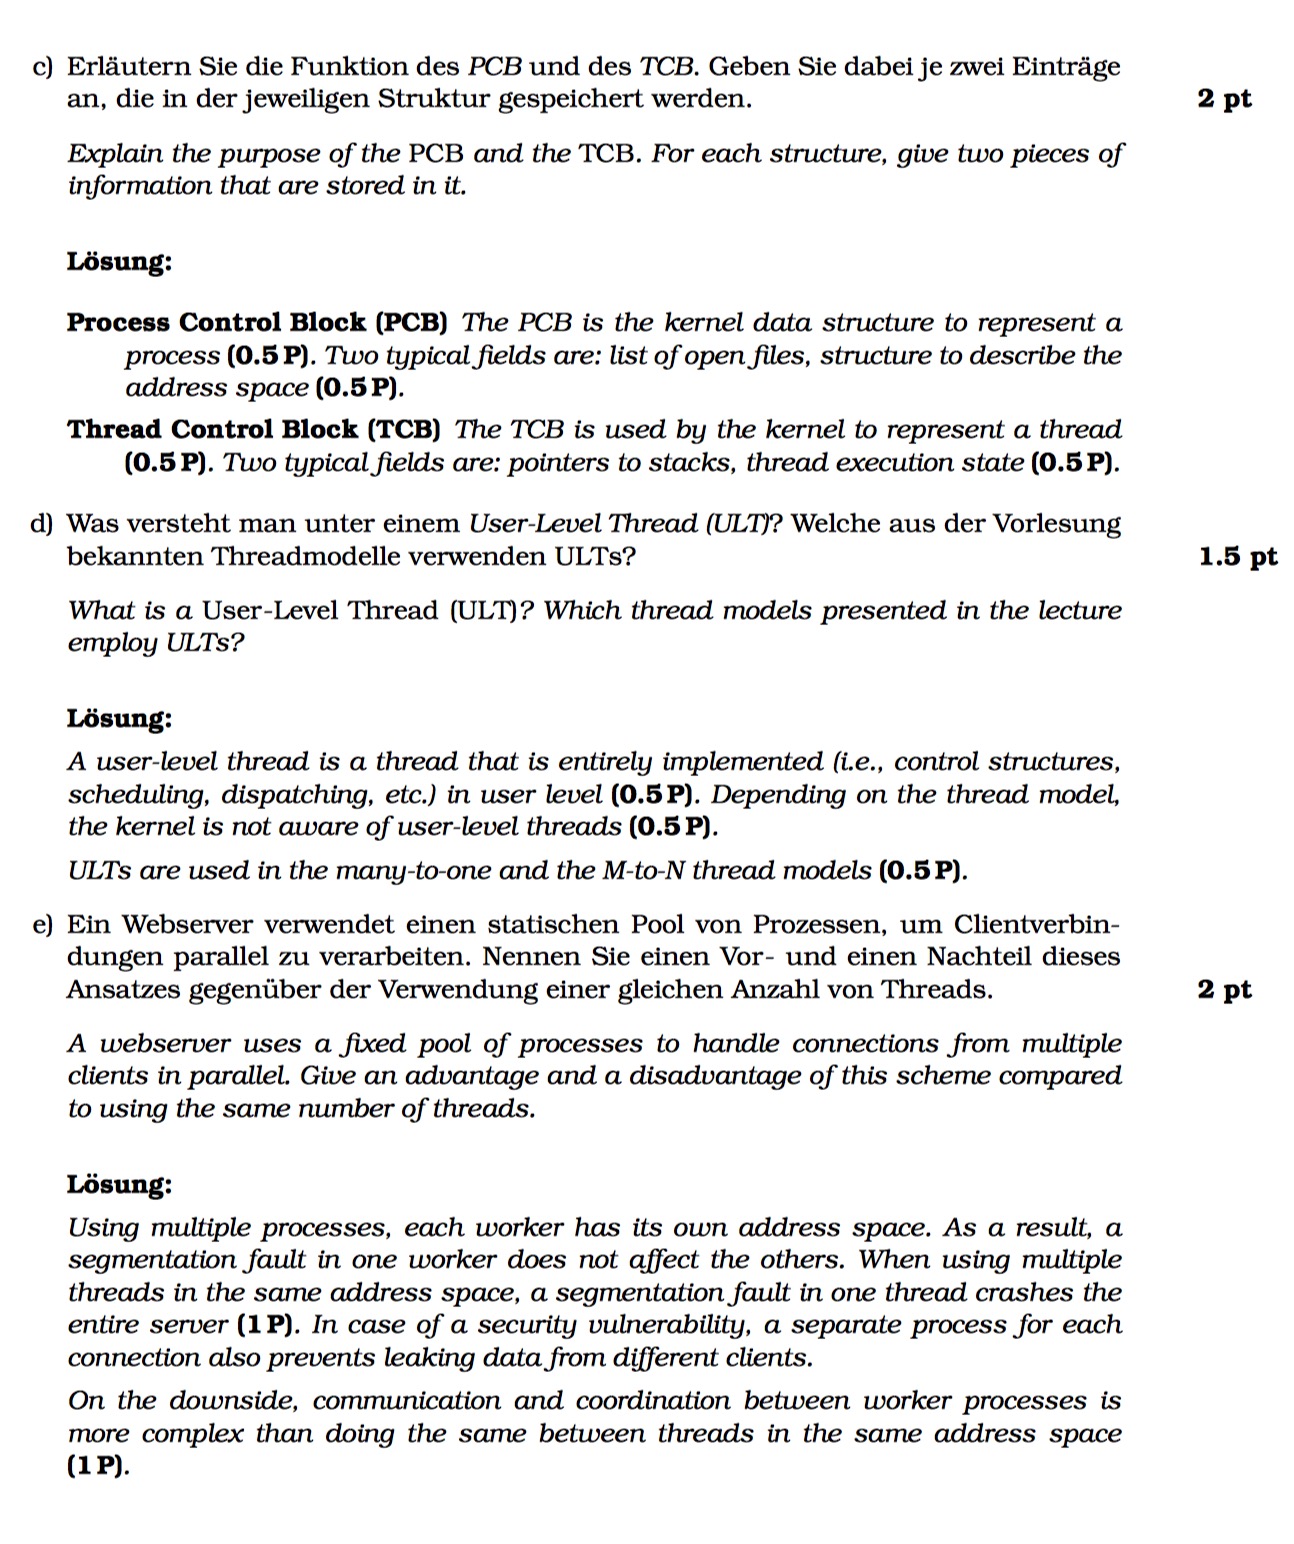 c) Erläutern Sie die Funktion des PCB und des TCB. Geben Sie dabei je zwei Einträge
an, die in der jeweiligen Struktur gespeichert werden. 2 pt
Explain the purpose of the PCB and the TCB. For each structure, give two pieces of
information that are stored in it.
Lösung:
Process Control Block (PCB) The PCB is the kernel data structure to represent a
process (0.5 P). Two typical fields are: list of open files, structure to describe the
address space (0.5 P).
Thread Control Block (TCB) The TCB is used by the kernel to represent a thread
(0.5 P). Two typical fields are: pointers to stacks, thread execution state (0.5 P).
d) Was versteht man unter einem User-Level Thread (ULT)? Welche aus der Vorlesung
bekannten Threadmodelle verwenden ULTs? 1.5 pt
What is a User-Level Thread (ULT)? Which thread models presented in the lecture
employ ULTs?
Lösung:
A user-level thread is a thread that is entirely implemented (i.e., control structures,
scheduling, dispatching, etc.) in user level (0.5 P). Depending on the thread model,
the kernel is not aware of user-level threads (0.5 P).
ULTs are used in the many-to-one and the M-to-N thread models (0.5 P).
e) Ein Webserver verwendet einen statischen Pool von Prozessen, um Clientverbin-
dungen parallel zu verarbeiten. Nennen Sie einen Vor- und einen Nachteil dieses
Ansatzes gegenüber der Verwendung einer gleichen Anzahl von Threads. 2 pt
A webserver uses a fixed pool of processes to handle connections from multiple
clients in parallel. Give an advantage and a disadvantage of this scheme compared
to using the same number of threads.
Lösung:
Using multiple processes, each worker has its own address space. As a result, a
segmentation fault in one worker does not affect the others. When using multiple
threads in the same address space, a segmentation fault in one thread crashes the
entire server (1 P). In case of a security vulnerability, a separate process for each
connection also prevents leaking data from different clients.
On the downside, communication and coordination between worker processes is
more complex than doing the same between threads in the same address space
(1 P).